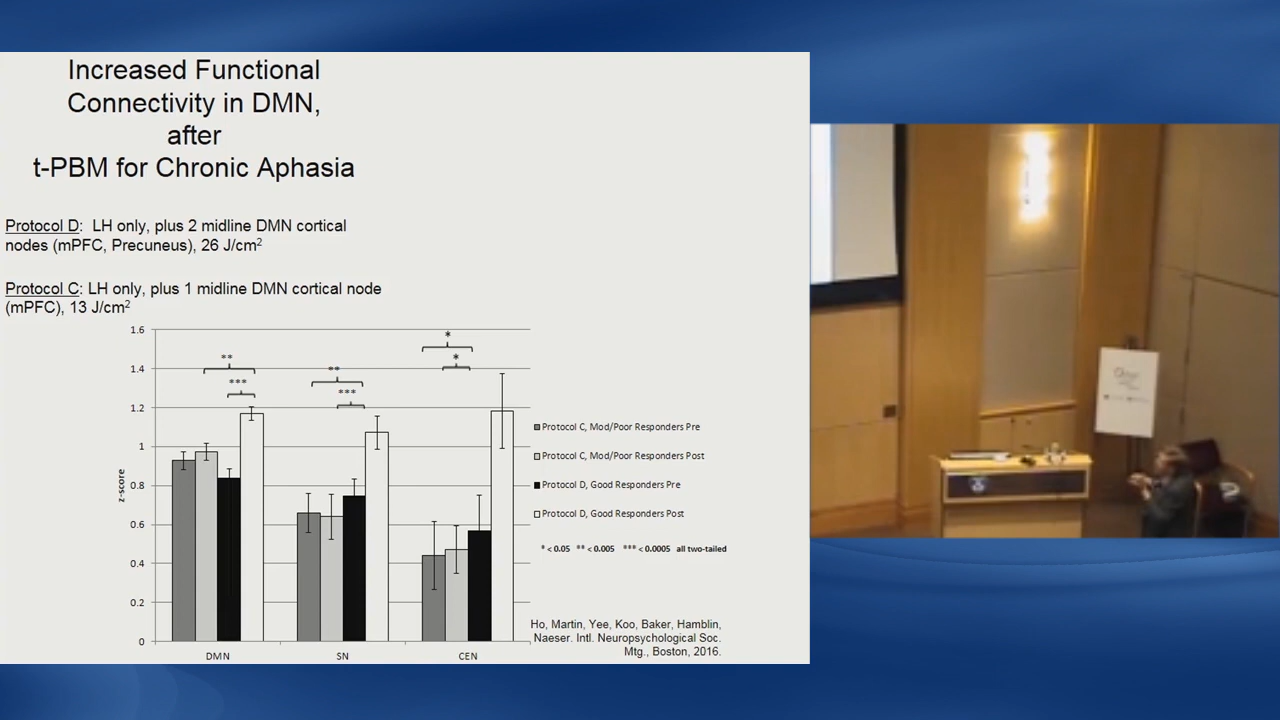 Increased Functional
Connectivity in DMN,
after
t-PBM for Chronic Aphasia
Protocol D: LH only, plus 2 midline DMN cortical
nodes (mPFC, Precuneus), 26 J/cm²
Protocol C: LH only, plus 1 midline DMN cortical node
(mPFC), 13 J/cm²
1.6
1.4
1.2
1
0.8
0.6
0.4
0.2
0
z-score
**
***
**
***
*
*
DMN
SN
CEN
Protocol C, Mod/Poor Responders Pre
Protocol C, Mod/Poor Responders Post
Protocol D, Good Responders Pre
Protocol D, Good Responders Post
* < 0.05 ** < 0.005 *** < 0.0005 all two-tailed
Ho, Martin, Yee, Koo, Baker, Hamblin,
Naeser. Intl. Neuropsychological Soc.
Mtg., Boston, 2016.